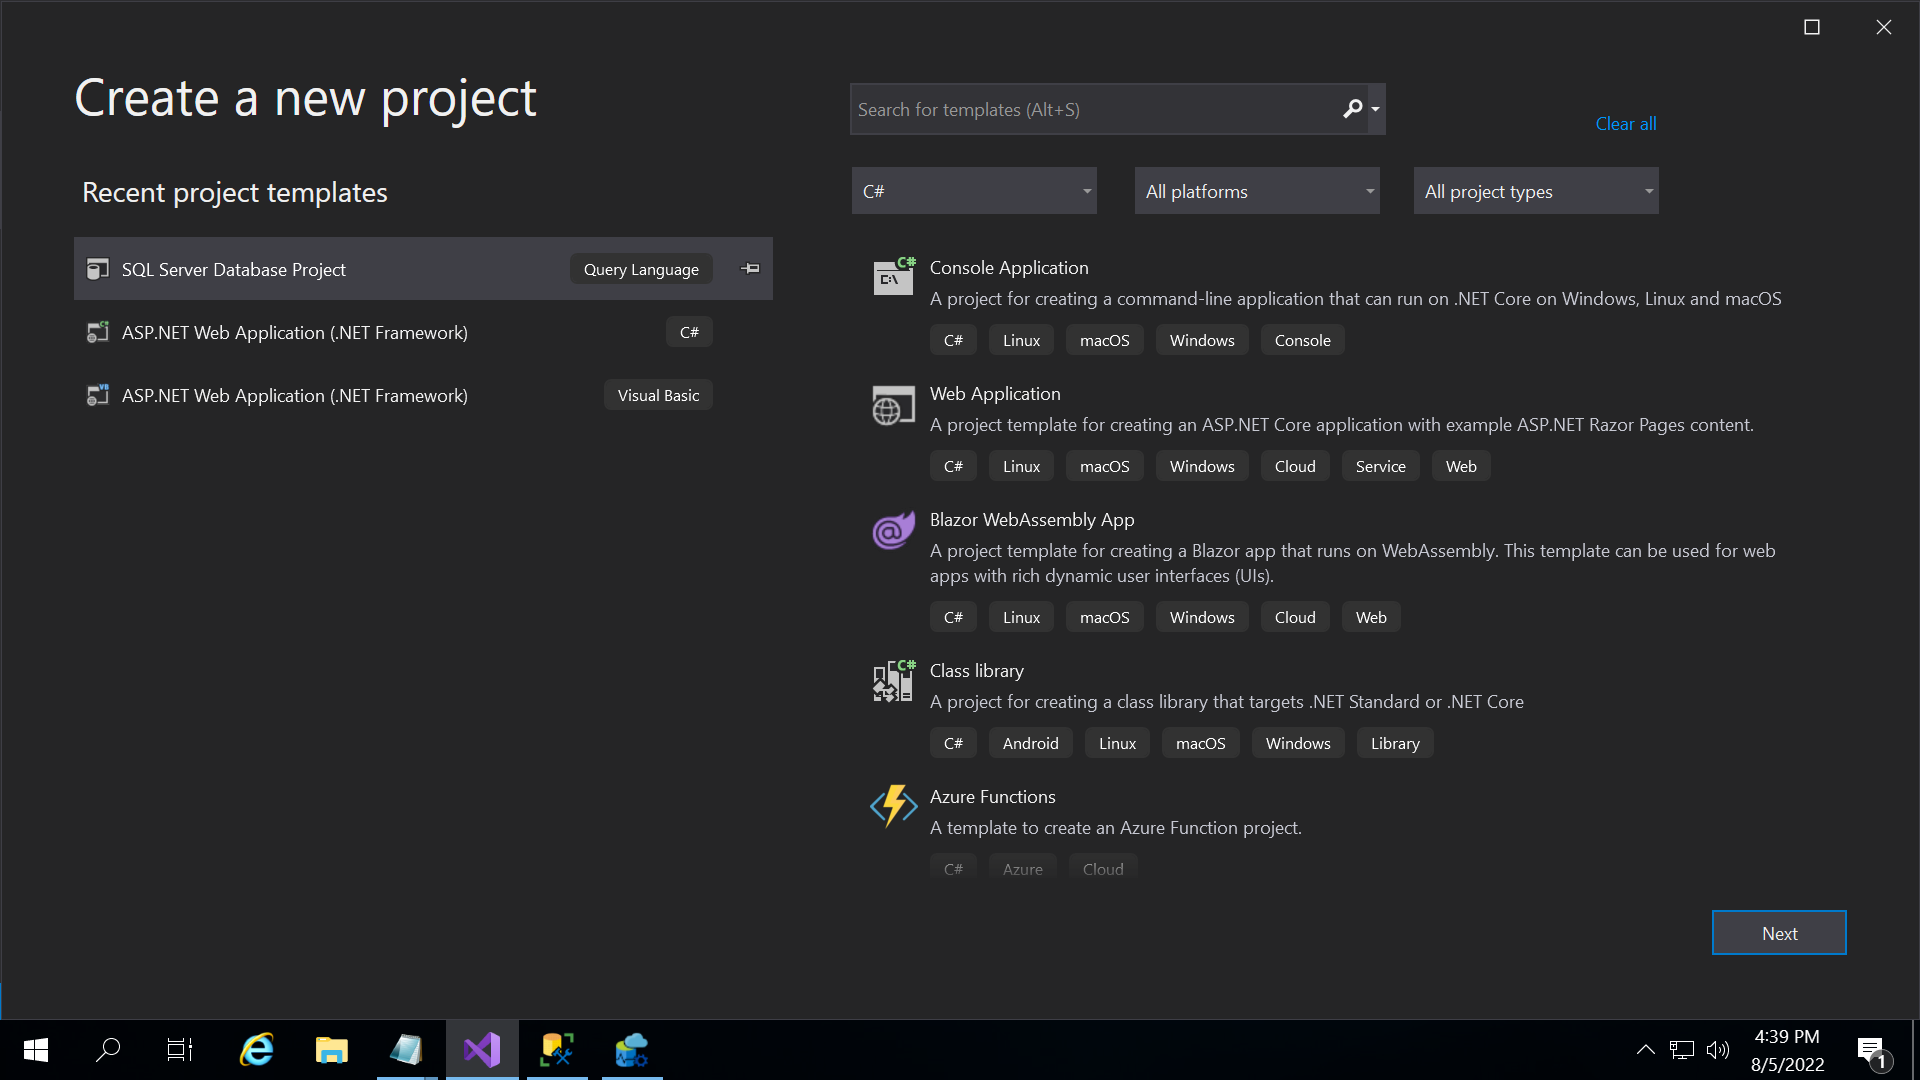 Create a new project
Search for templates (Alt+S)
Clear all
Recent project templates
C#
All platforms
All project types
SQL Server Database Project
Query Language
ASP.NET Web Application (.NET Framework)
C#
ASP.NET Web Application (.NET Framework)
Visual Basic
Console Application
A project for creating a command-line application that can run on .NET Core on Windows, Linux and macOS
C# Linux macOS Windows Console
Web Application
A project template for creating an ASP.NET Core application with example ASP.NET Razor Pages content.
C# Linux macOS Windows Cloud Service Web
Blazor WebAssembly App
A project template for creating a Blazor app that runs on WebAssembly. This template can be used for web
apps with rich dynamic user interfaces (UIs).
C# Linux macOS Windows Cloud Web
Class library
A project for creating a class library that targets .NET Standard or .NET Core
C# Android Linux macOS Windows Library
Azure Functions
A template to create an Azure Function project.
C# Azure Cloud
Next
4:39 PM
8/5/2022
1